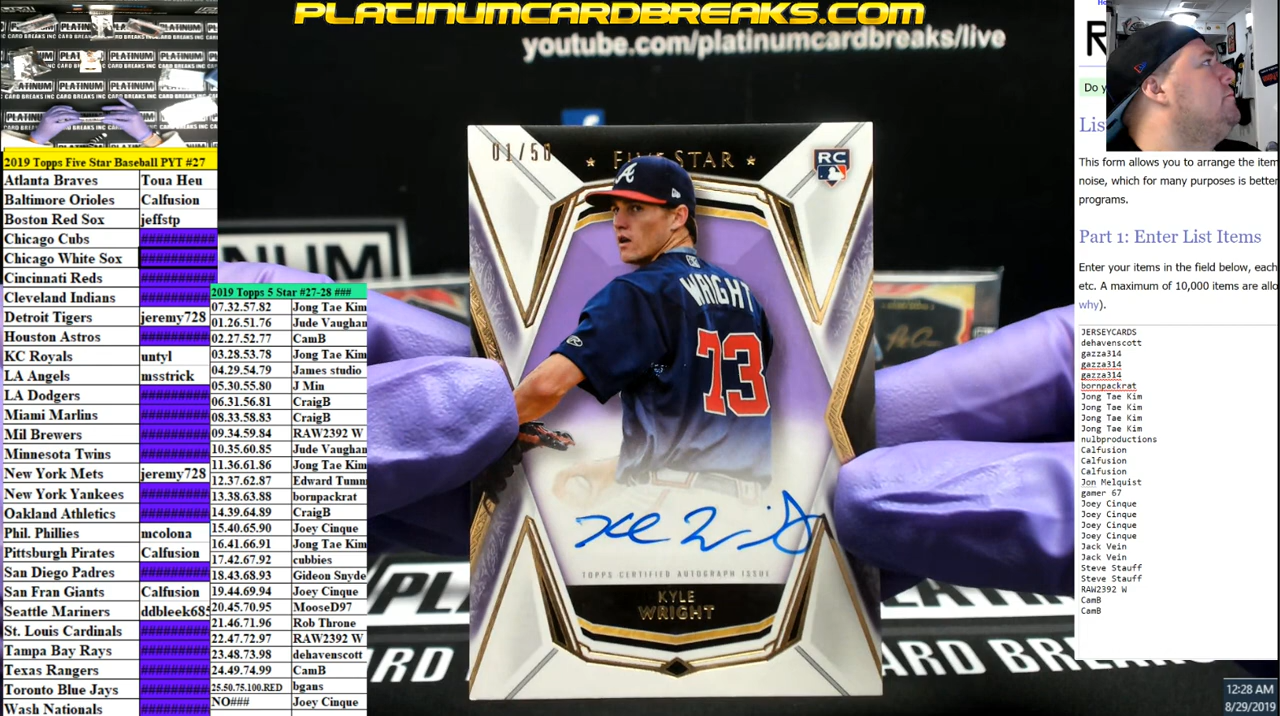 PLATINUMCARDBREAKS.COM
youtube.com/platinumcardbreaks/live
PLATINUM
CARD BREAKS INC
2019 Topps Five Star Baseball PYT #27
Atlanta Braves Toua Heu
Baltimore Orioles Calfusion
Boston Red Sox jeffstp
Chicago Cubs ##########
Chicago White Sox ##########
Cincinnati Reds ##########
Cleveland Indians ##########
Detroit Tigers jeremy728
Houston Astros ##########
KC Royals untyl
LA Angels msstrick
LA Dodgers ##########
Miami Marlins ##########
Mil Brewers ##########
Minnesota Twins ##########
New York Mets jeremy728
New York Yankees ##########
Oakland Athletics ##########
Phil. Phillies mcolona
Pittsburgh Pirates Calfusion
San Diego Padres ##########
San Fran Giants Calfusion
Seattle Mariners ddbleek685
St. Louis Cardinals ##########
Tampa Bay Rays ##########
Texas Rangers ##########
Toronto Blue Jays ##########
Wash Nationals ##########
2019 Topps 5 Star #27-28 ###
07.32.57.82 Jong Tae Kim
01.26.51.76 Jude Vaughan
02.27.52.77 CamB
03.28.53.78 Jong Tae Kim
04.29.54.79 James studio
05.30.55.80 J Min
06.31.56.81 CraigB
08.33.58.83 CraigB
09.34.59.84 RAW2392 W
10.35.60.85 Jude Vaughan
11.36.61.86 Jong Tae Kim
12.37.62.87 Edward Tumm
13.38.63.88 bornpackrat
14.39.64.89 CraigB
15.40.65.90 Joey Cinque
16.41.66.91 Jong Tae Kim
17.42.67.92 cubbies
18.43.68.93 Gideon Snyde
19.44.69.94 Joey Cinque
20.45.70.95 MooseD97
21.46.71.96 Rob Throne
22.47.72.97 RAW2392 W
23.48.73.98 dehavenscott
24.49.74.99 CamB
25.50.75.100.RED bgans
NO### Joey Cinque
01/50
FIVE STAR
RC
A
WRIGHT
73
TOPPS CERTIFIED AUTOGRAPH ISSUE
KYLE
WRIGHT
CARD BREAKS
Do y
Lis
This form allows you to arrange the item
noise, which for many purposes is better
programs.
Part 1: Enter List Items
Enter your items in the field below, each
etc. A maximum of 10,000 items are allo
why).
JERSEYCARDS
dehavenscott
gazza314
gazza314
gazza314
bornpackrat
Jong Tae Kim
Jong Tae Kim
Jong Tae Kim
Jong Tae Kim
nulbproductions
Calfusion
Calfusion
Calfusion
Jon Melquist
gamer 67
Joey Cinque
Joey Cinque
Joey Cinque
Joey Cinque
Jack Vein
Jack Vein
Steve Stauff
Steve Stauff
RAW2392 W
CamB
CamB
12:28 AM
8/29/2019